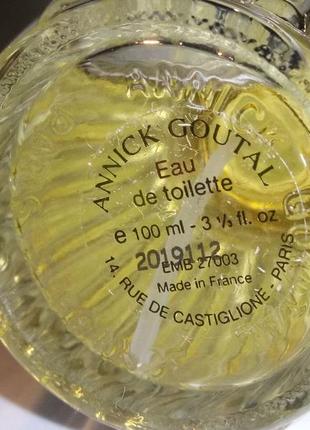 ANNICK GOUTAL
Eau
de toilette
e 100 ml - 3 ⅓ fl. oz
2019112
EMB 27003
Made in France
14, RUE DE CASTIGLIONE - PARIS
ANNICK